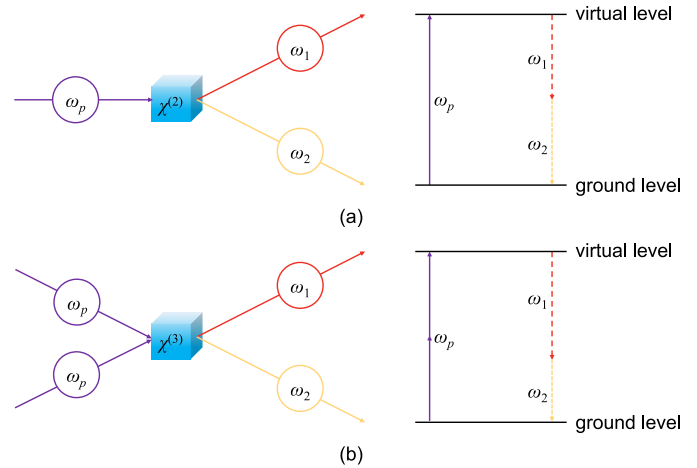 virtual level
ω₁
ω₁
ωₚ
χ⁽²⁾
ωₚ
ω₂
ω₂
ground level
(a)
virtual level
ωₚ
ω₁
ω₁
χ⁽³⁾
ωₚ
ωₚ
ω₂
ω₂
ground level
(b)